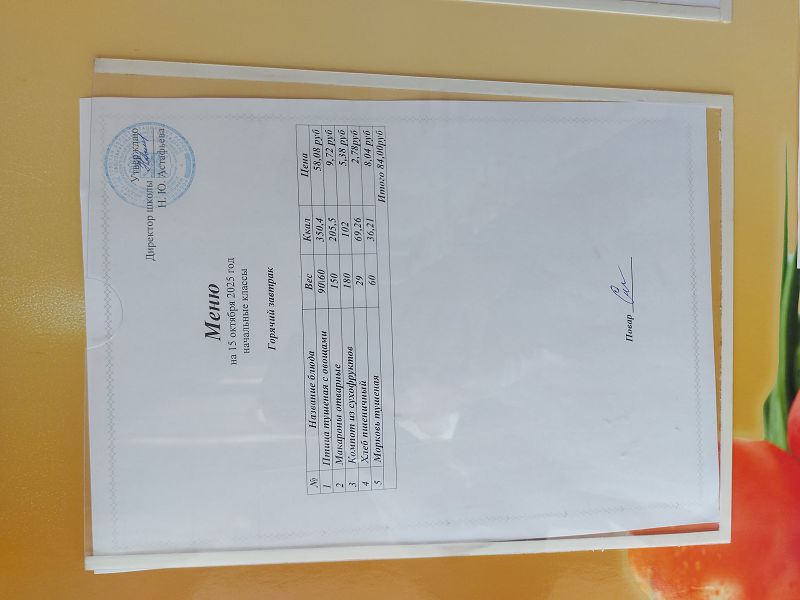 Утверждаю
Директор школы
Н. Ю. Астафьева
Меню
на 15 октября 2025 год
начальные классы
Горячий завтрак
№ Название блюда Вес Ккал Цена
1 Птица тушеная с овощами 90\60 350,4 58,08 руб
2 Макароны отварные 150 205,5 9,72 руб
3 Компот из сухофруктов 180 102 5,38 руб
4 Хлеб пшеничный 29 69,26 2,78руб
5 Морковь тушеная 60 36,21 8,04 руб
Итого 84,00руб
Повар